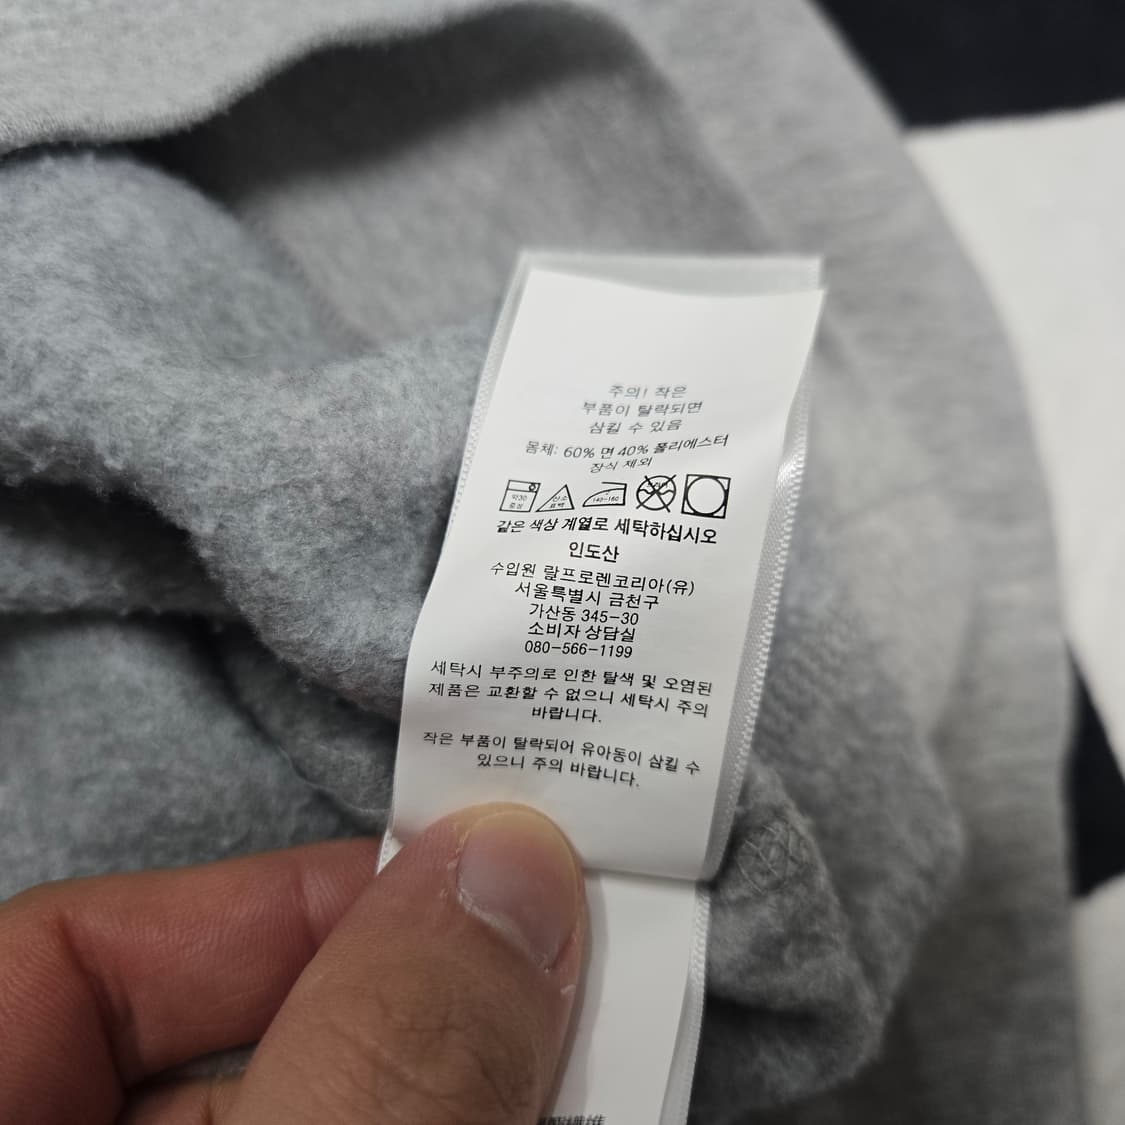 주의! 작은
부품이 탈락되면
삼킬 수 있음
몸체: 60% 면 40% 폴리에스터
장식 제외
약30
중성
산소
표백
140-160
같은 색상 계열로 세탁하십시오
인도산
수입원 랄프로렌코리아(유)
서울특별시 금천구
가산동 345-30
소비자 상담실
080-566-1199
세탁시 부주의로 인한 탈색 및 오염된
제품은 교환할 수 없으니 세탁시 주의
바랍니다.
작은 부품이 탈락되어 유아동이 삼킬 수
있으니 주의 바랍니다.